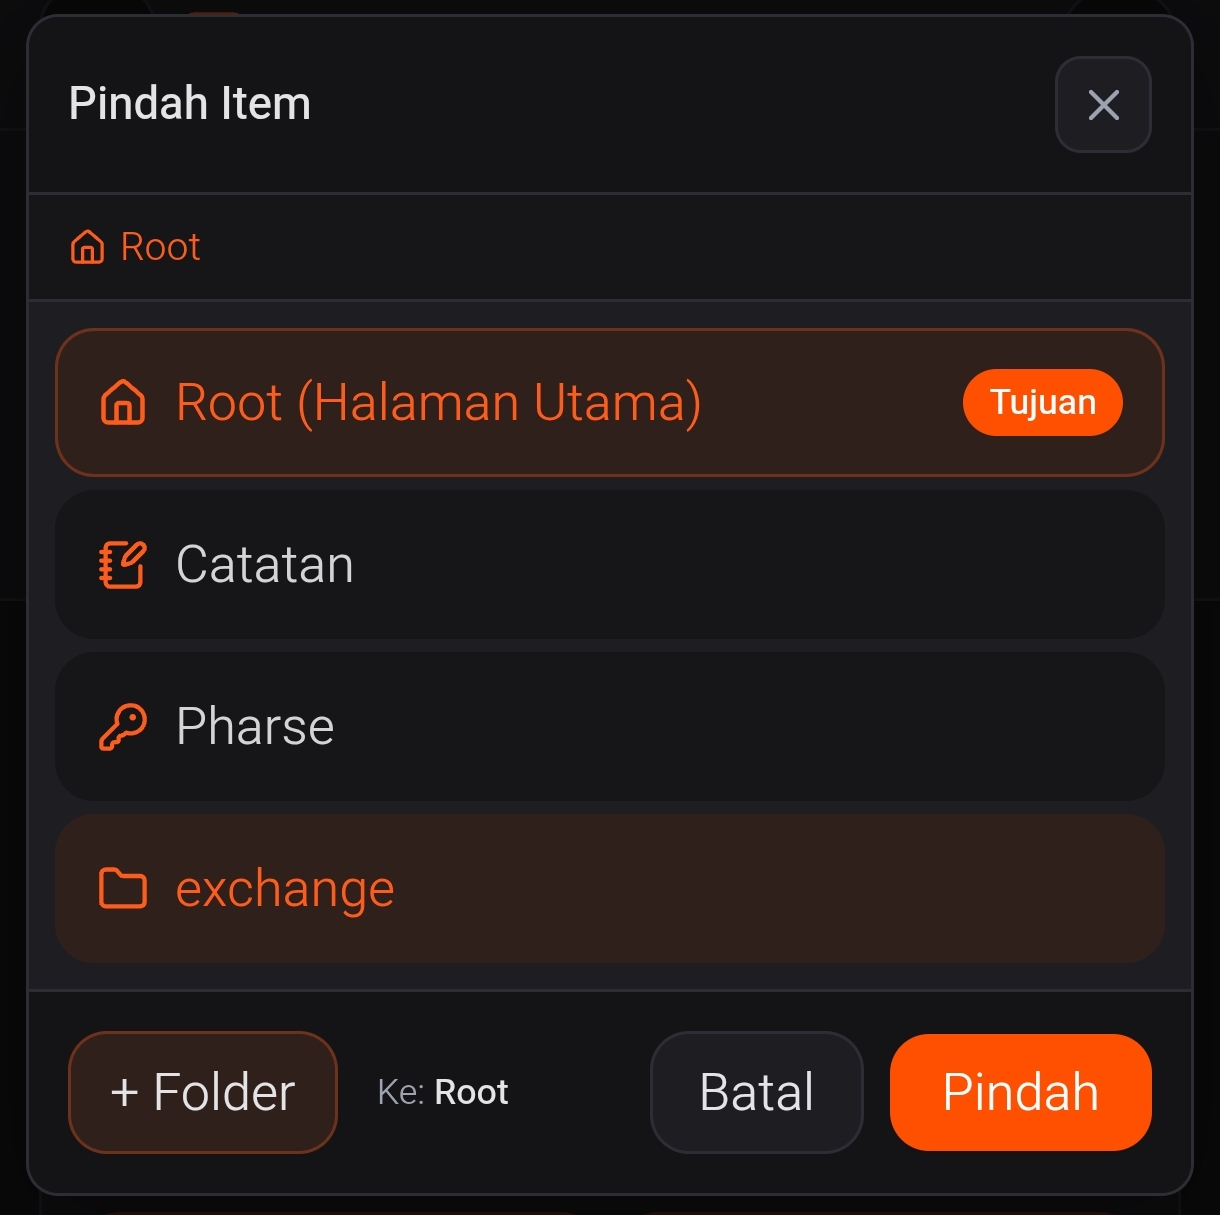 Pindah Item
Root
Root (Halaman Utama)
Tujuan
Catatan
Pharse
exchange
+ Folder
Ke: Root
Batal
Pindah